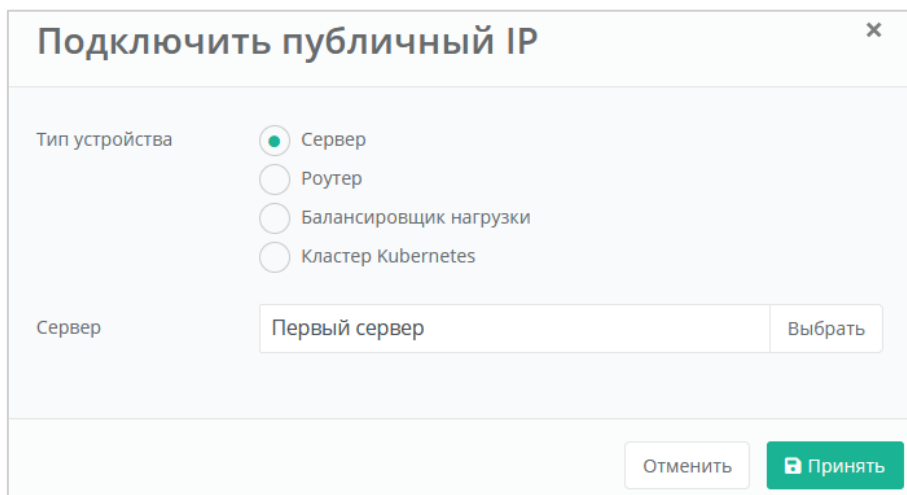 Подключить публичный IP
×
Тип устройства
Сервер
Роутер
Балансировщик нагрузки
Кластер Kubernetes
Сервер
Первый сервер
Выбрать
Отменить
Принять